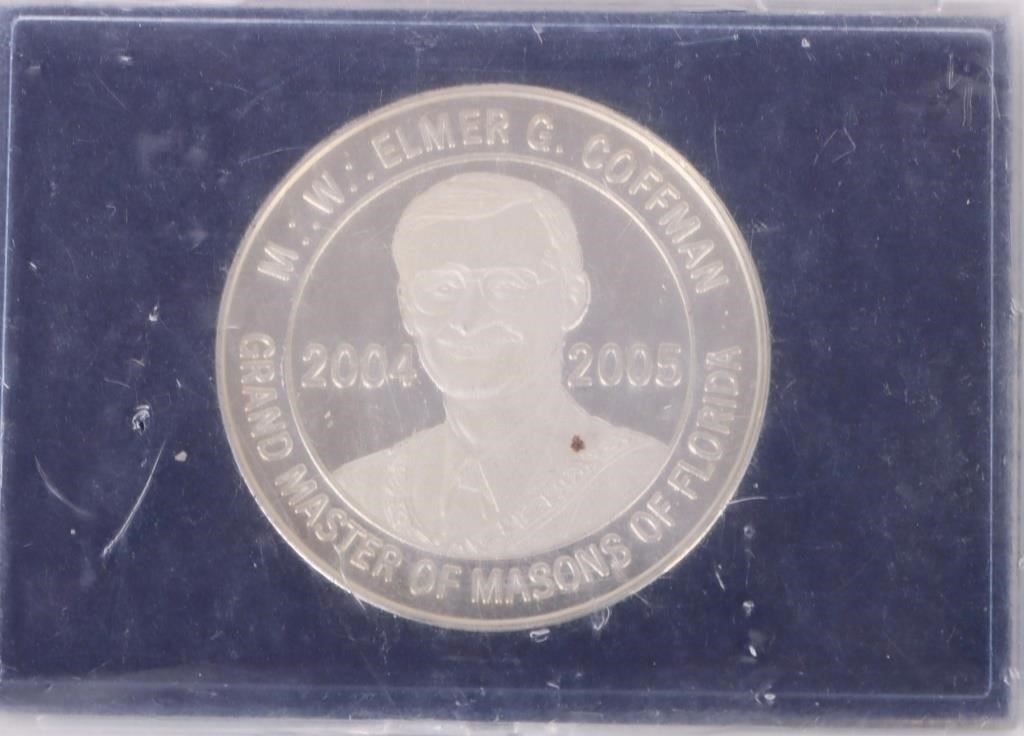 M∴W∴ ELMER G. COFFMAN
2004 2005
GRAND MASTER OF MASONS OF FLORIDA